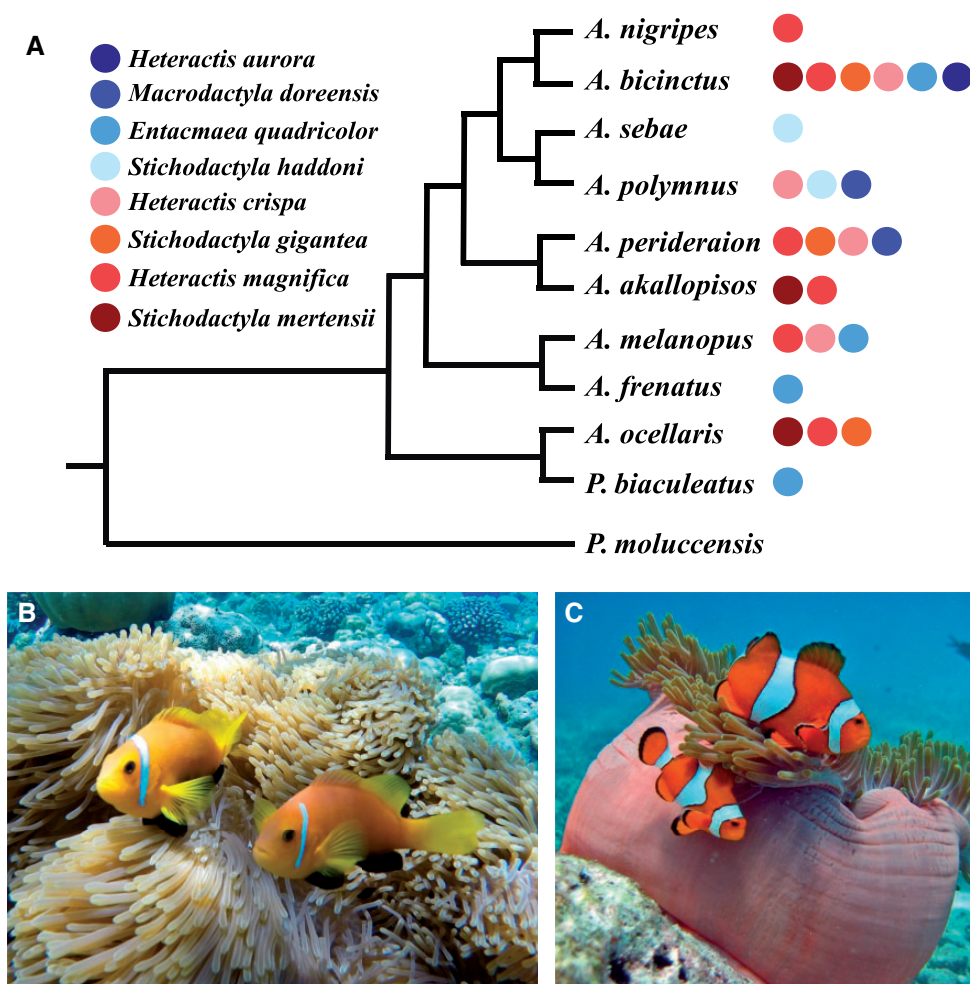 A
Heteractis aurora
Macrodactyla doreensis
Entacmaea quadricolor
Stichodactyla haddoni
Heteractis crispa
Stichodactyla gigantea
Heteractis magnifica
Stichodactyla mertensii
A. nigripes
A. bicinctus
A. sebae
A. polymnus
A. perideraion
A. akallopisos
A. melanopus
A. frenatus
A. ocellaris
P. biaculeatus
P. moluccensis
B
C